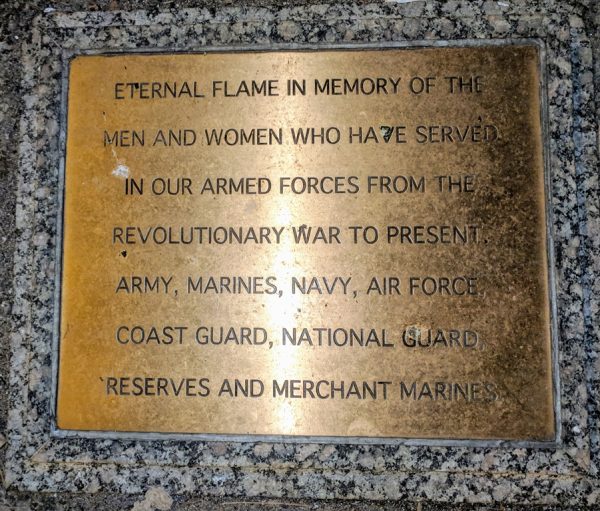 ETERNAL FLAME IN MEMORY OF THE
MEN AND WOMEN WHO HAVE SERVED
IN OUR ARMED FORCES FROM THE
REVOLUTIONARY WAR TO PRESENT.
ARMY, MARINES, NAVY, AIR FORCE,
COAST GUARD, NATIONAL GUARD,
RESERVES AND MERCHANT MARINES.